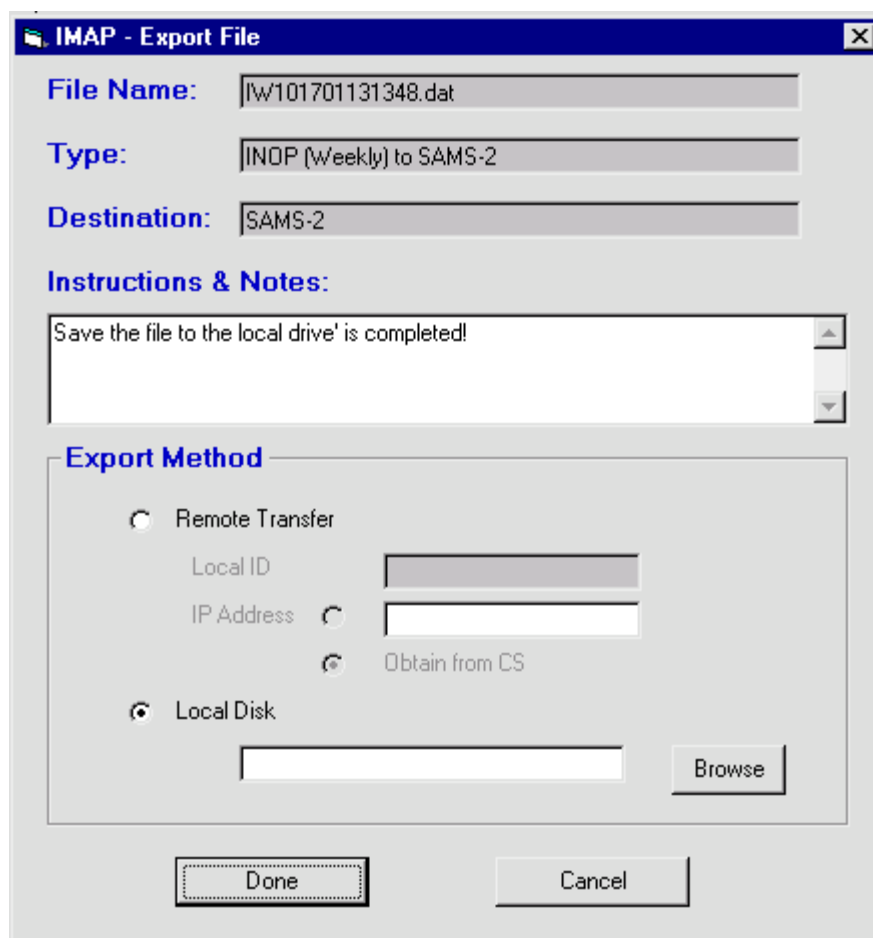 IMAP - Export File
File Name: IW101701131348.dat
Type: INOP (Weekly) to SAMS-2
Destination: SAMS-2
Instructions & Notes:
Save the file to the local drive' is completed!
Export Method
Remote Transfer
Local ID
IP Address
Obtain from CS
Local Disk
Browse
Done Cancel